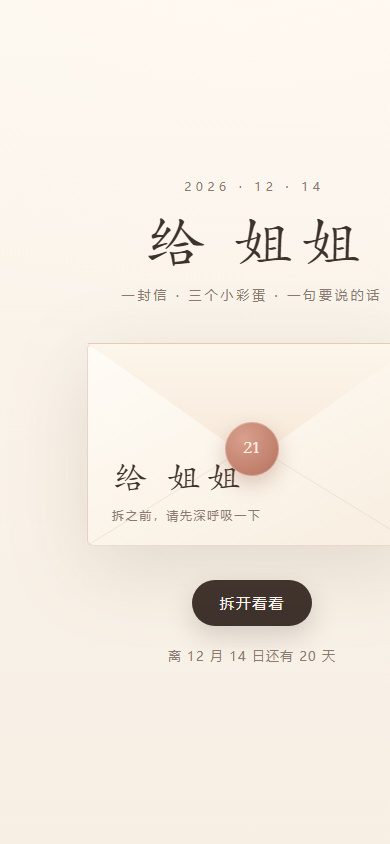 2026 · 12 · 14
给 姐姐
一封信 · 三个小彩蛋 · 一句要说的话
21
给 姐姐
拆之前，请先深呼吸一下
拆开看看
离 12 月 14 日还有 20 天